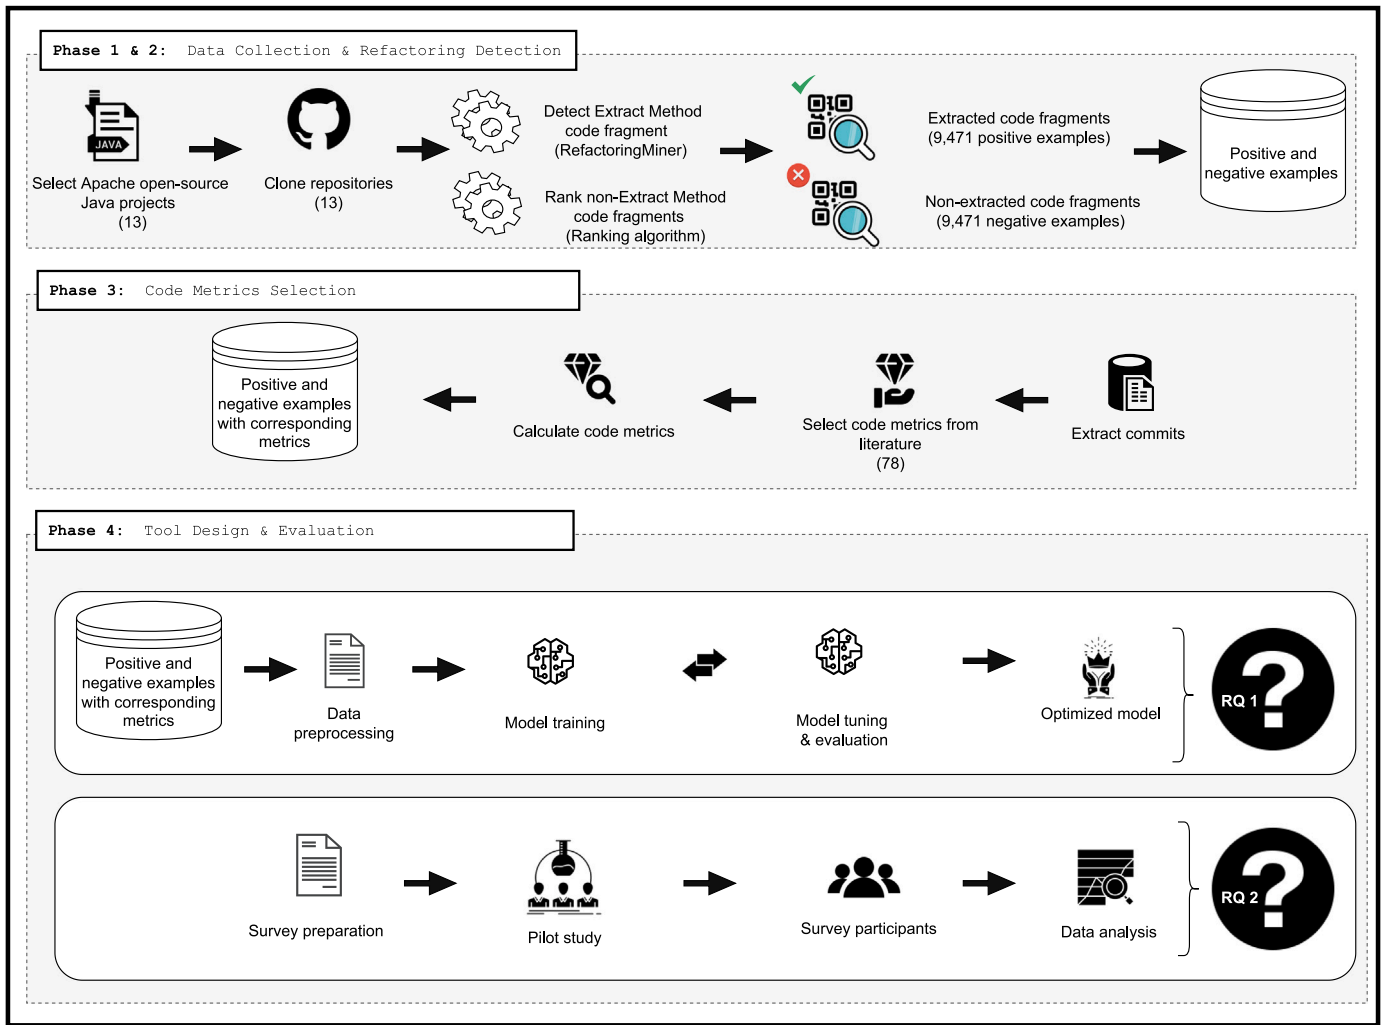 Phase 1 & 2: Data Collection & Refactoring Detection
JAVA
Select Apache open-source
Java projects
(13)
Clone repositories
(13)
Detect Extract Method
code fragment
(RefactoringMiner)
Rank non-Extract Method
code fragments
(Ranking algorithm)
Extracted code fragments
(9,471 positive examples)
Non-extracted code fragments
(9,471 negative examples)
Positive and
negative examples
Phase 3: Code Metrics Selection
Positive and
negative examples
with corresponding
metrics
Calculate code metrics
Select code metrics from
literature
(78)
Extract commits
Phase 4: Tool Design & Evaluation
Positive and
negative examples
with corresponding
metrics
Data
preprocessing
Model training
Model tuning
& evaluation
Optimized model
RQ 1
?
Survey preparation
Pilot study
Survey participants
Data analysis
RQ 2
?